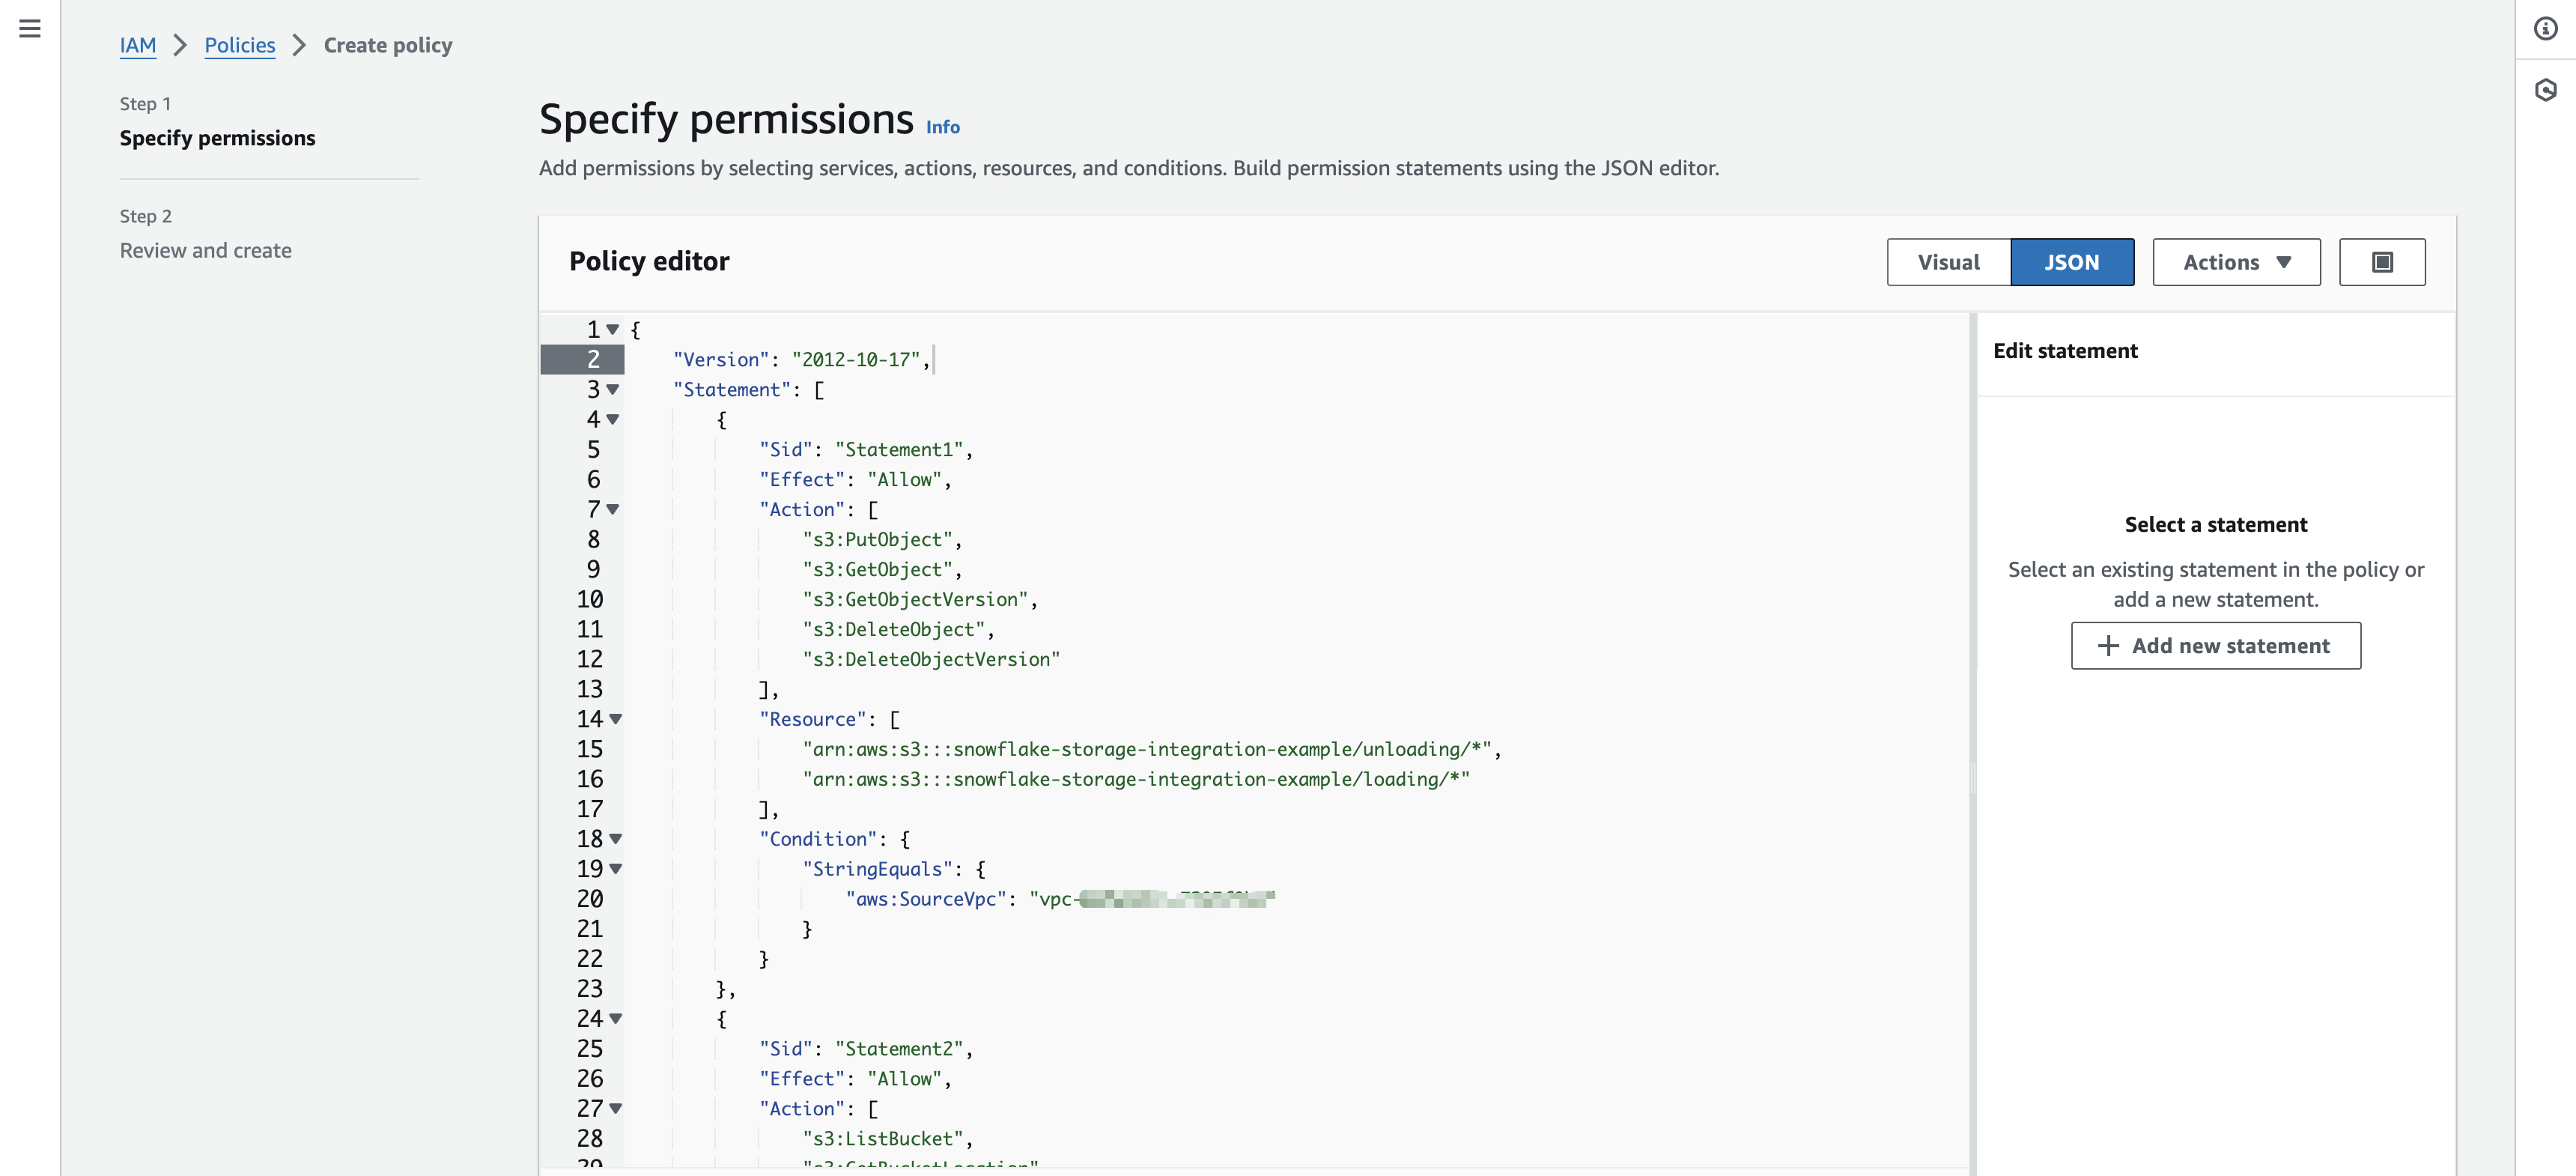 IAM > Policies > Create policy
Step 1
Specify permissions
Step 2
Review and create
Specify permissions Info
Add permissions by selecting services, actions, resources, and conditions. Build permission statements using the JSON editor.
Policy editor
Visual JSON Actions
1 {
2 "Version": "2012-10-17",
3 "Statement": [
4 {
5 "Sid": "Statement1",
6 "Effect": "Allow",
7 "Action": [
8 "s3:PutObject",
9 "s3:GetObject",
10 "s3:GetObjectVersion",
11 "s3:DeleteObject",
12 "s3:DeleteObjectVersion"
13 ],
14 "Resource": [
15 "arn:aws:s3:::snowflake-storage-integration-example/unloading/*",
16 "arn:aws:s3:::snowflake-storage-integration-example/loading/*"
17 ],
18 "Condition": {
19 "StringEquals": {
20 "aws:SourceVpc": "vpc-
21 }
22 }
23 },
24 {
25 "Sid": "Statement2",
26 "Effect": "Allow",
27 "Action": [
28 "s3:ListBucket",
29 "s3:GetBucketLocation"
Edit statement
Select a statement
Select an existing statement in the policy or
add a new statement.
+ Add new statement